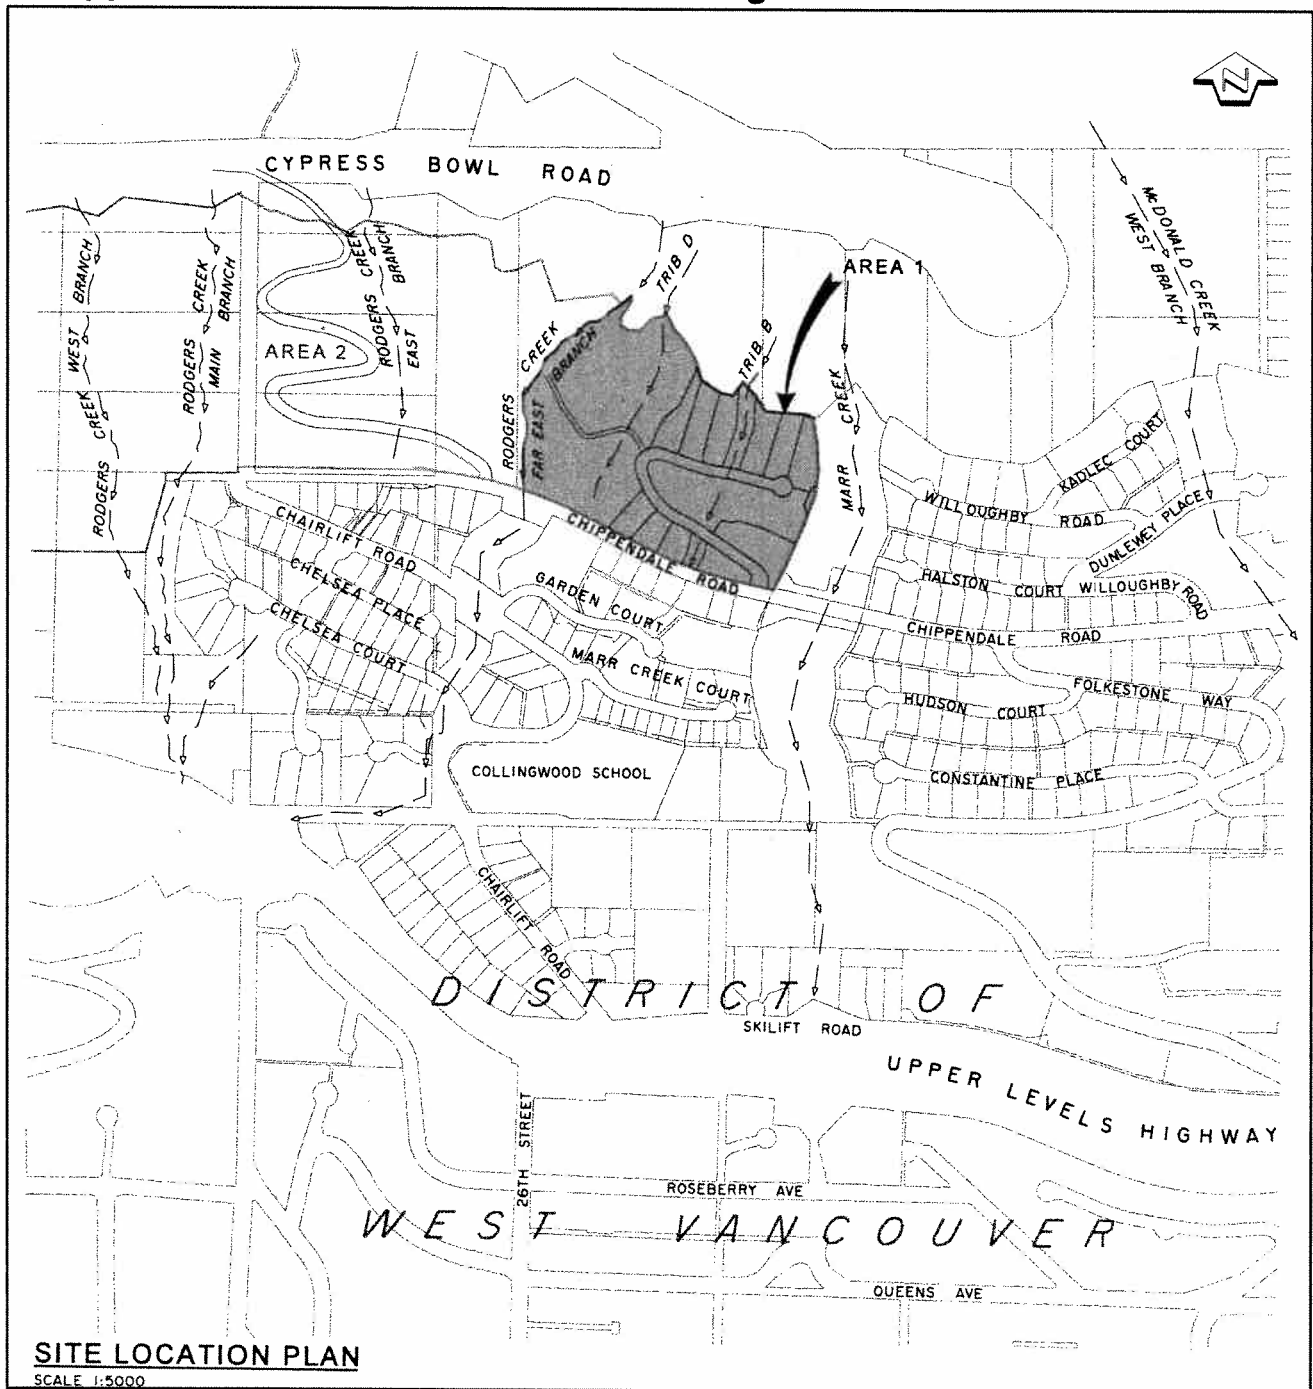 N
CYPRESS BOWL ROAD
McDONALD CREEK
WEST BRANCH
TRIB D
AREA 1
RODGERS CREEK
WEST BRANCH
RODGERS CREEK
MAIN BRANCH
RODGERS CREEK
EAST BRANCH
AREA 2
RODGERS CREEK
FAR EAST BRANCH
TRIB B
MARR CREEK
KADLEC COURT
WILLOUGHBY ROAD
DUNLEWEY PLACE
CHAIRLIFT ROAD
CHIPPENDALE ROAD
CHELSEA PLACE
GARDEN COURT
HALSTON COURT
WILLOUGHBY ROAD
CHELSEA COURT
CHIPPENDALE ROAD
MARR CREEK COURT
FOLKESTONE WAY
HUDSON COURT
COLLINGWOOD SCHOOL
CONSTANTINE PLACE
CHAIRLIFT ROAD
DISTRICT OF
SKILIFT ROAD
UPPER LEVELS HIGHWAY
26TH STREET
ROSEBERRY AVE
WEST VANCOUVER
QUEENS AVE
SITE LOCATION PLAN
SCALE 1:5000